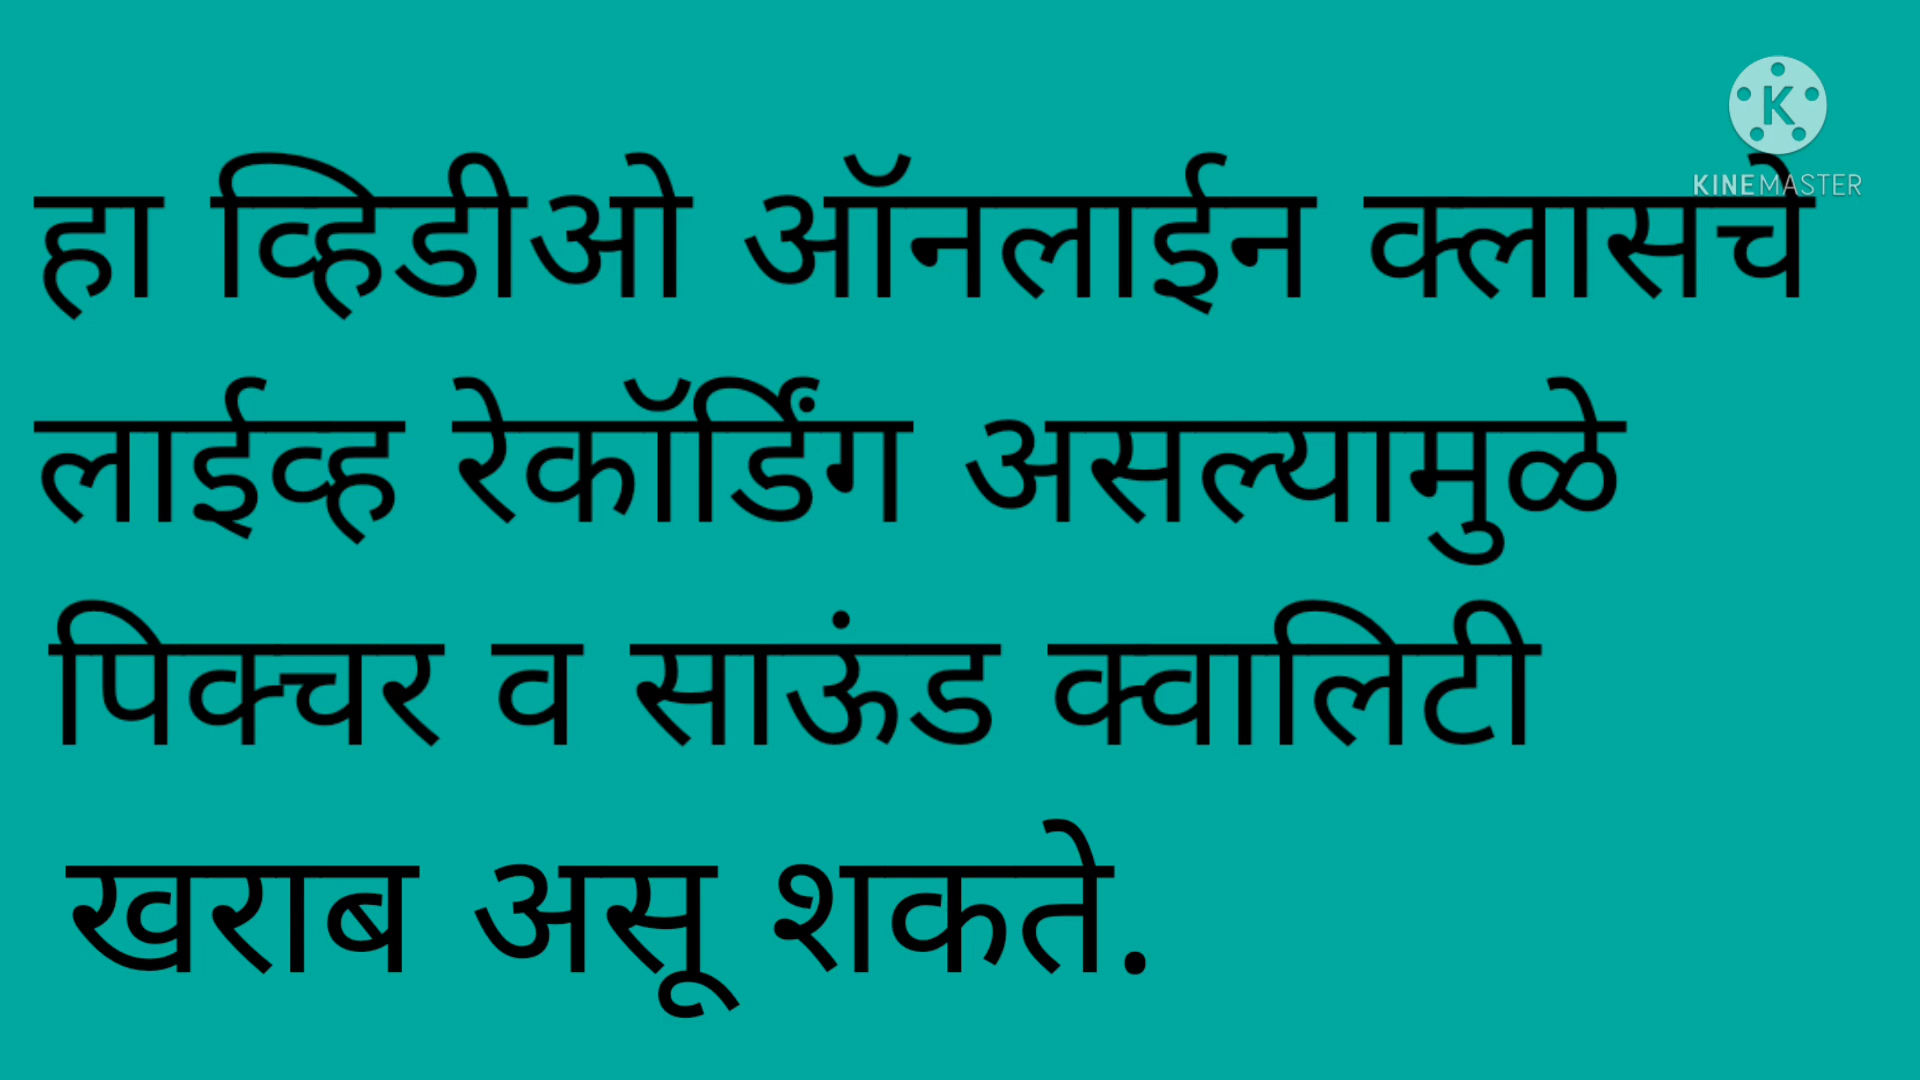 KINEMASTER
हा व्हिडीओ ऑनलाईन क्लासचे
लाईव्ह रेकॉर्डिंग असल्यामुळे
पिक्चर व साऊंड क्वालिटी
खराब असू शकते.